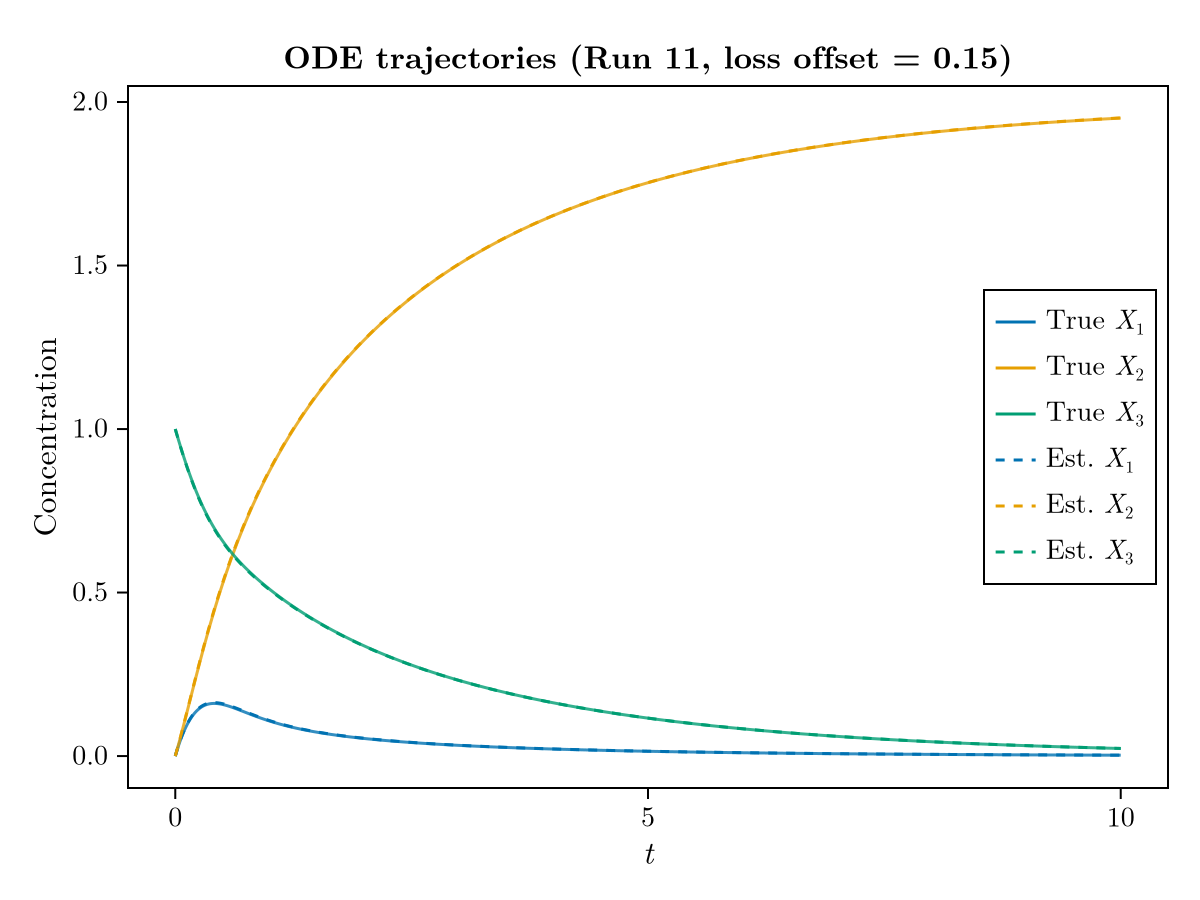 ODE trajectories (Run 11, loss offset = 0.15)
2.0
1.5
1.0
0.5
0.0
Concentration
True X₁
True X₂
True X₃
Est. X₁
Est. X₂
Est. X₃
0 5 10
t